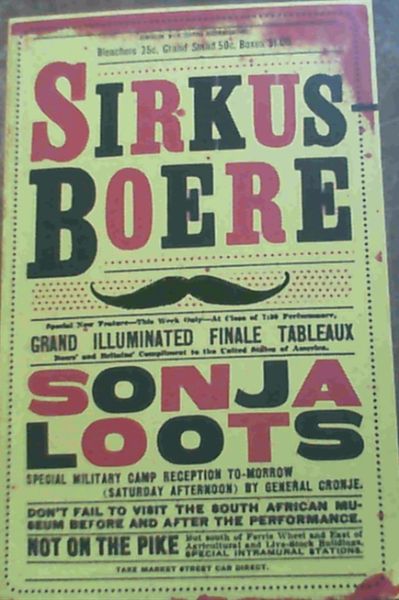 Bleachers 25c, Grand Stand 50c, Boxes $1.00
SIRKUS
BOERE
Special New Feature—This Week Only—At Close of 7:30 Performance,
GRAND ILLUMINATED FINALE TABLEAUX
Boers' and Britains' Compliment to the United States of America.
SONJA
LOOTS
SPECIAL MILITARY CAMP RECEPTION TO-MORROW
(SATURDAY AFTERNOON) BY GENERAL CRONJE.
DON'T FAIL TO VISIT THE SOUTH AFRICAN MU-
SEUM BEFORE AND AFTER THE PERFORMANCE.
NOT ON THE PIKE
But south of Ferris Wheel and East of
Agricultural and Live-Stock Buildings.
SPECIAL INTRAMURAL STATIONS.
TAKE MARKET STREET CAR DIRECT.